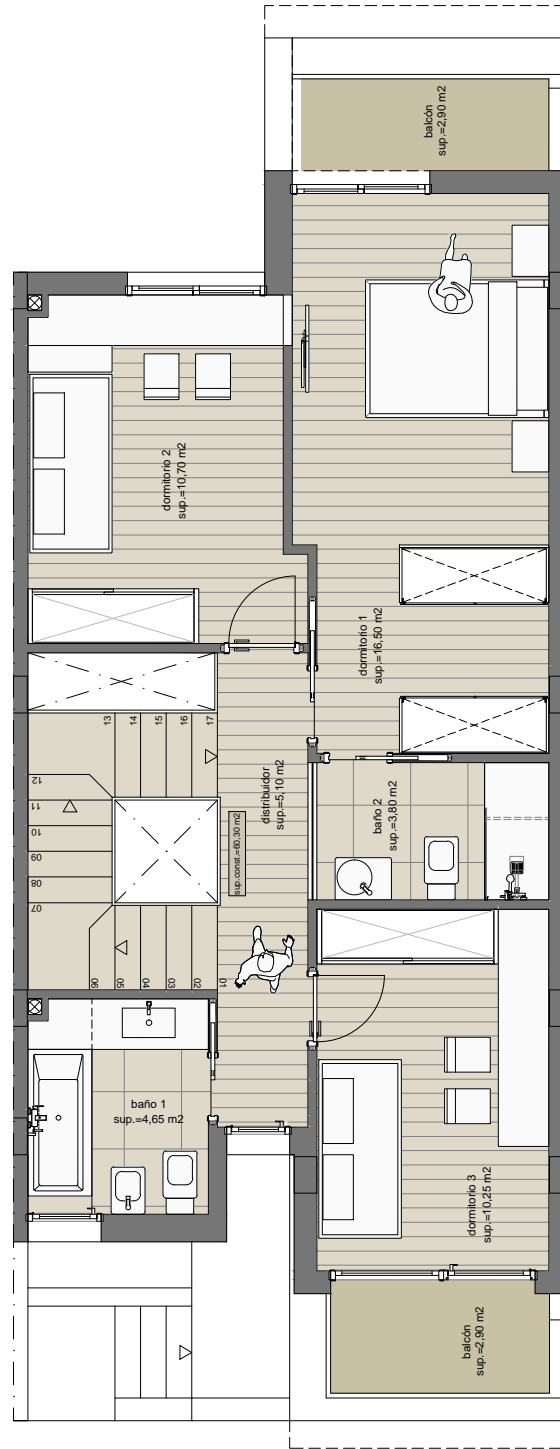 balcón
sup.=2,90 m2
dormitorio 2
sup.=10,70 m2
dormitorio 1
sup.=16,50 m2
13
14
15
16
17
12
11
10
09
08
07
06
05
04
03
02
01
distribuidor
sup.=5,10 m2
sup.const.=60,30 m2
baño 2
sup.=3,80 m2
baño 1
sup.=4,65 m2
dormitorio 3
sup.=10,25 m2
balcón
sup.=2,90 m2